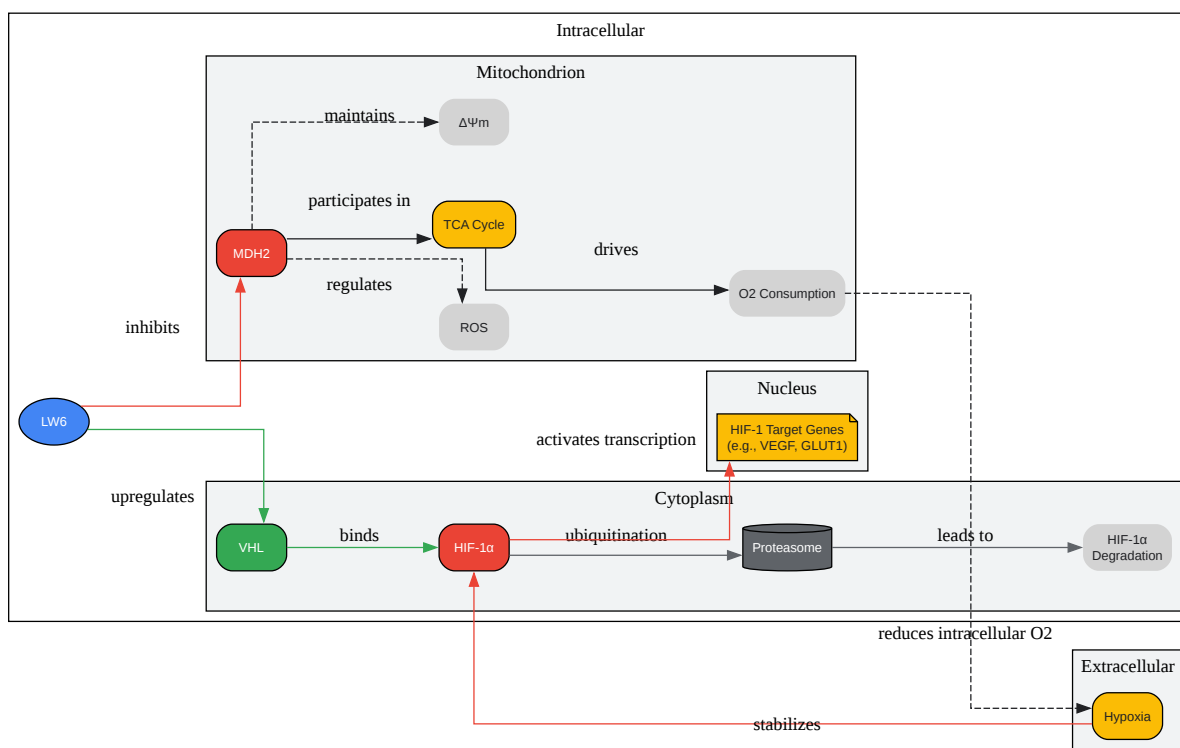 Intracellular
Mitochondrion
maintains
ΔΨm
participates in
TCA Cycle
MDH2
drives
regulates
O2 Consumption
ROS
inhibits
Nucleus
LW6
HIF-1 Target Genes
(e.g., VEGF, GLUT1)
activates transcription
upregulates
Cytoplasm
VHL
binds
HIF-1α
ubiquitination
Proteasome
leads to
HIF-1α
Degradation
reduces intracellular O2
Extracellular
Hypoxia
stabilizes